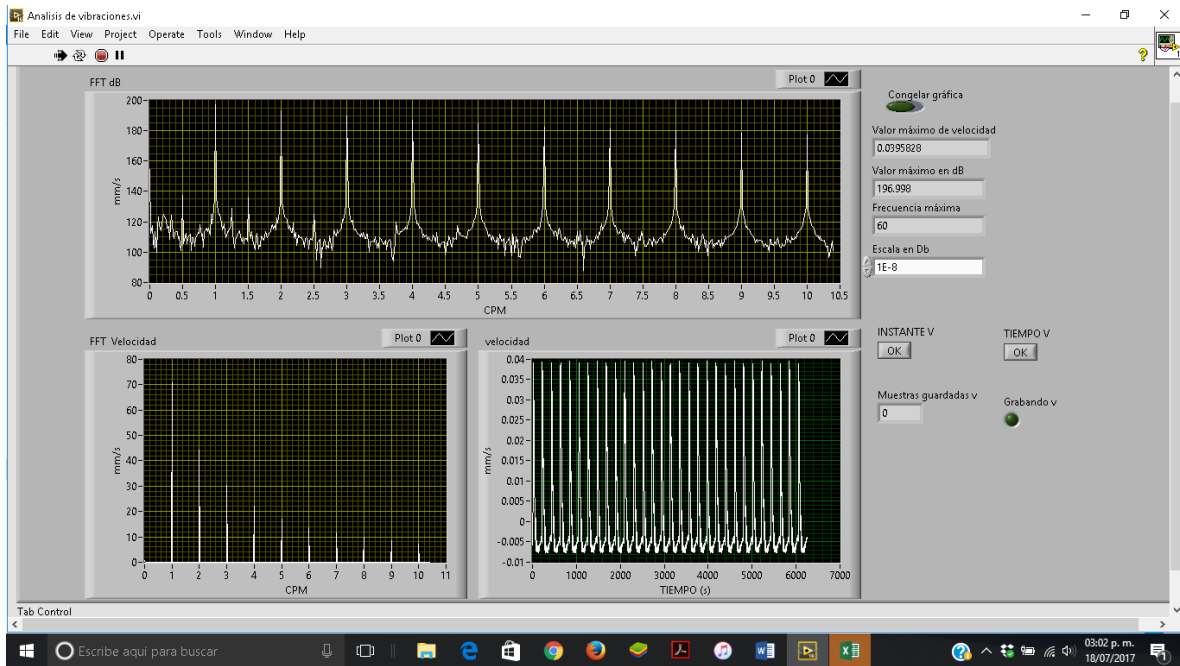 Analisis de vibraciones.vi
File Edit View Project Operate Tools Window Help
FFT dB
Plot 0
200
180
160
140
120
100
80
mm/s
0 0.5 1 1.5 2 2.5 3 3.5 4 4.5 5 5.5 6 6.5 7 7.5 8 8.5 9 9.5 10 10.5
CPM
Congelar gráfica
Valor máximo de velocidad
0.0395828
Valor máximo en dB
196.998
Frecuencia máxima
60
Escala en Db
1E-8
FFT Velocidad
Plot 0
80
70
60
50
40
30
20
10
0
mm/s
0 1 2 3 4 5 6 7 8 9 10 11
CPM
velocidad
Plot 0
0.04
0.035
0.03
0.025
0.02
0.015
0.01
0.005
0
-0.005
-0.01
mm/s
0 1000 2000 3000 4000 5000 6000 7000
TIEMPO (s)
INSTANTE V
OK
TIEMPO V
OK
Muestras guardadas v
0
Grabando v
Tab Control
Escribe aquí para buscar
03:02 p. m.
18/07/2017